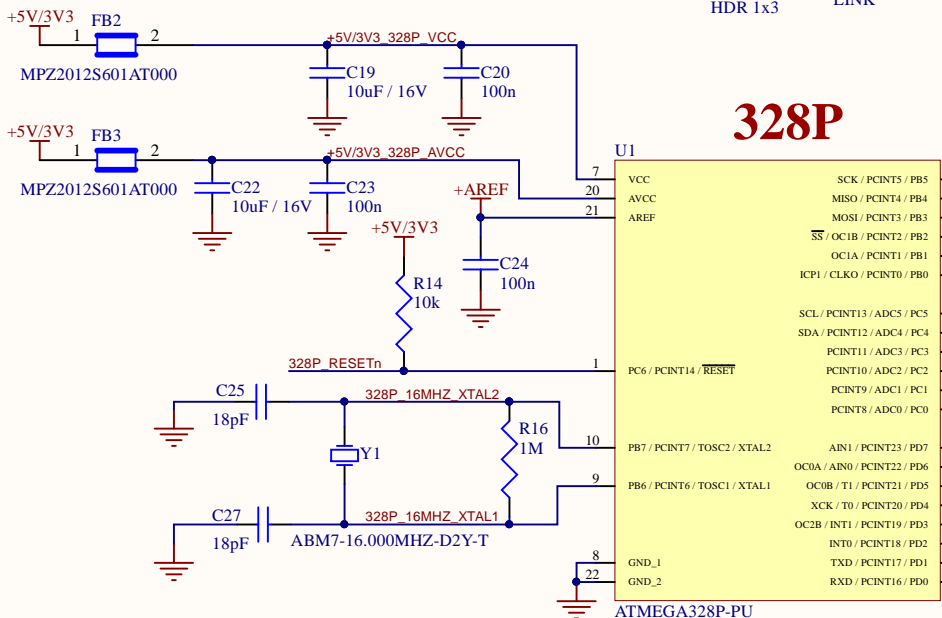 HDR 1x3
LINK
+5V/3V3
FB2
1
2
MPZ2012S601AT000
+5V/3V3_328P_VCC
C19
10uF / 16V
C20
100n
+5V/3V3
FB3
1
2
MPZ2012S601AT000
+5V/3V3_328P_AVCC
C22
10uF / 16V
C23
100n
328P
+AREF
C24
100n
+5V/3V3
R14
10k
328P_RESETn
C25
18pF
328P_16MHZ_XTAL2
Y1
R16
1M
C27
18pF
328P_16MHZ_XTAL1
ABM7-16.000MHZ-D2Y-T
U1
7
VCC
20
AVCC
21
AREF
1
PC6 / PCINT14 / RESET
10
PB7 / PCINT7 / TOSC2 / XTAL2
9
PB6 / PCINT6 / TOSC1 / XTAL1
8
GND_1
22
GND_2
SCK / PCINT5 / PB5
MISO / PCINT4 / PB4
MOSI / PCINT3 / PB3
SS / OC1B / PCINT2 / PB2
OC1A / PCINT1 / PB1
ICP1 / CLKO / PCINT0 / PB0
SCL / PCINT13 / ADC5 / PC5
SDA / PCINT12 / ADC4 / PC4
PCINT11 / ADC3 / PC3
PCINT10 / ADC2 / PC2
PCINT9 / ADC1 / PC1
PCINT8 / ADC0 / PC0
AIN1 / PCINT23 / PD7
OC0A / AIN0 / PCINT22 / PD6
OC0B / T1 / PCINT21 / PD5
XCK / T0 / PCINT20 / PD4
OC2B / INT1 / PCINT19 / PD3
INT0 / PCINT18 / PD2
TXD / PCINT17 / PD1
RXD / PCINT16 / PD0
ATMEGA328P-PU